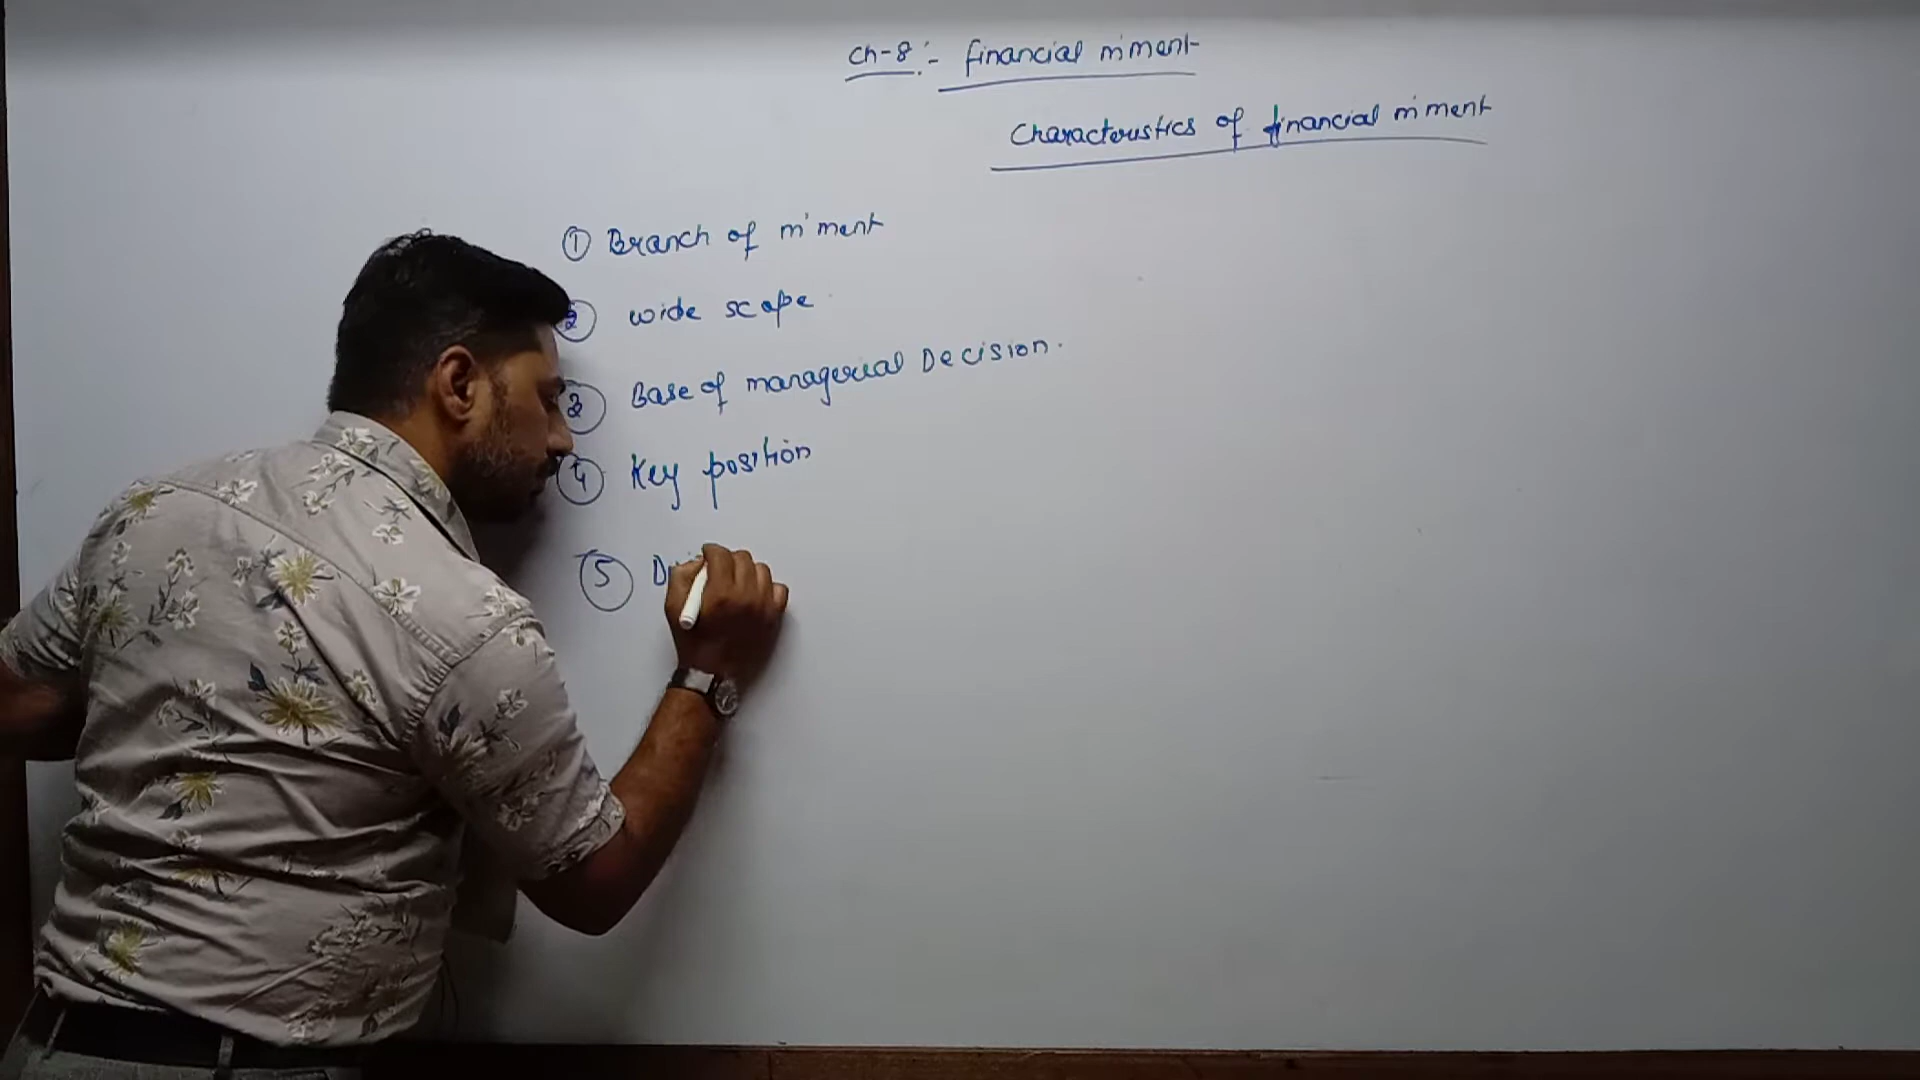 Ch-8:- financial m'ment
Characteristics of financial m'ment
① Branch of m'ment
② wide scope
③ Base of managerial Decision.
④ Key position
⑤